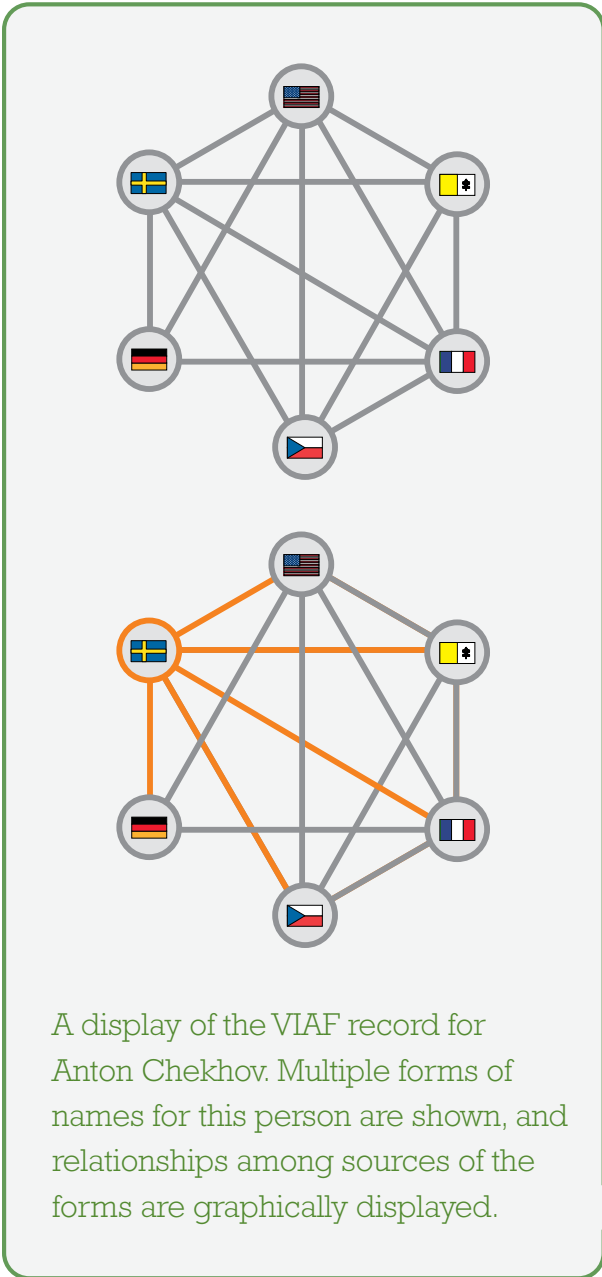 A display of the VIAF record for
Anton Chekhov. Multiple forms of
names for this person are shown, and
relationships among sources of the
forms are graphically displayed.